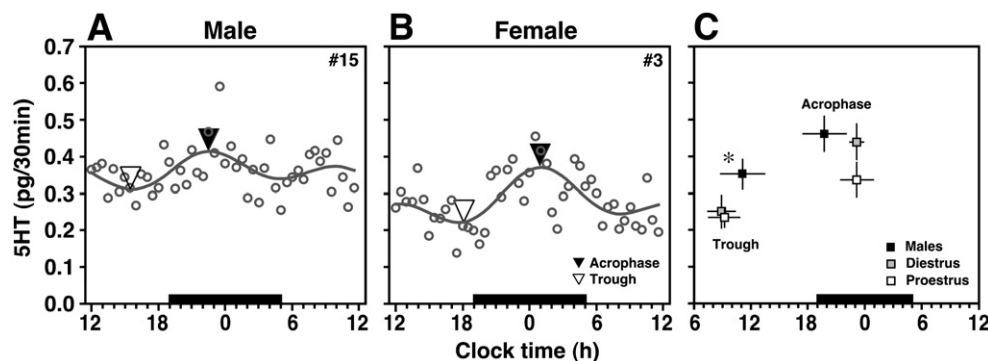 A Male
B Female
C
5HT (pg/30min)
0.7
0.6
0.5
0.4
0.3
0.2
0.1
0.0
#15
#3
Acrophase
*
Trough
Acrophase
Trough
Males
Diestrus
Proestrus
12 18 0 6 12
12 18 0 6 12
6 12 18 0 6 12
Clock time (h)